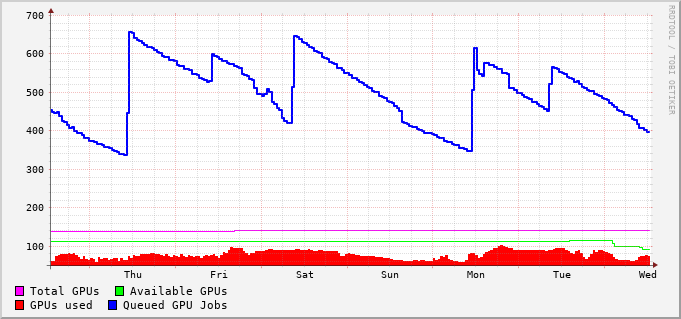 700
600
500
400
300
200
100
Thu Fri Sat Sun Mon Tue Wed
Total GPUs Available GPUs
GPUs used Queued GPU Jobs
RRDTOOL / TOBI OETIKER